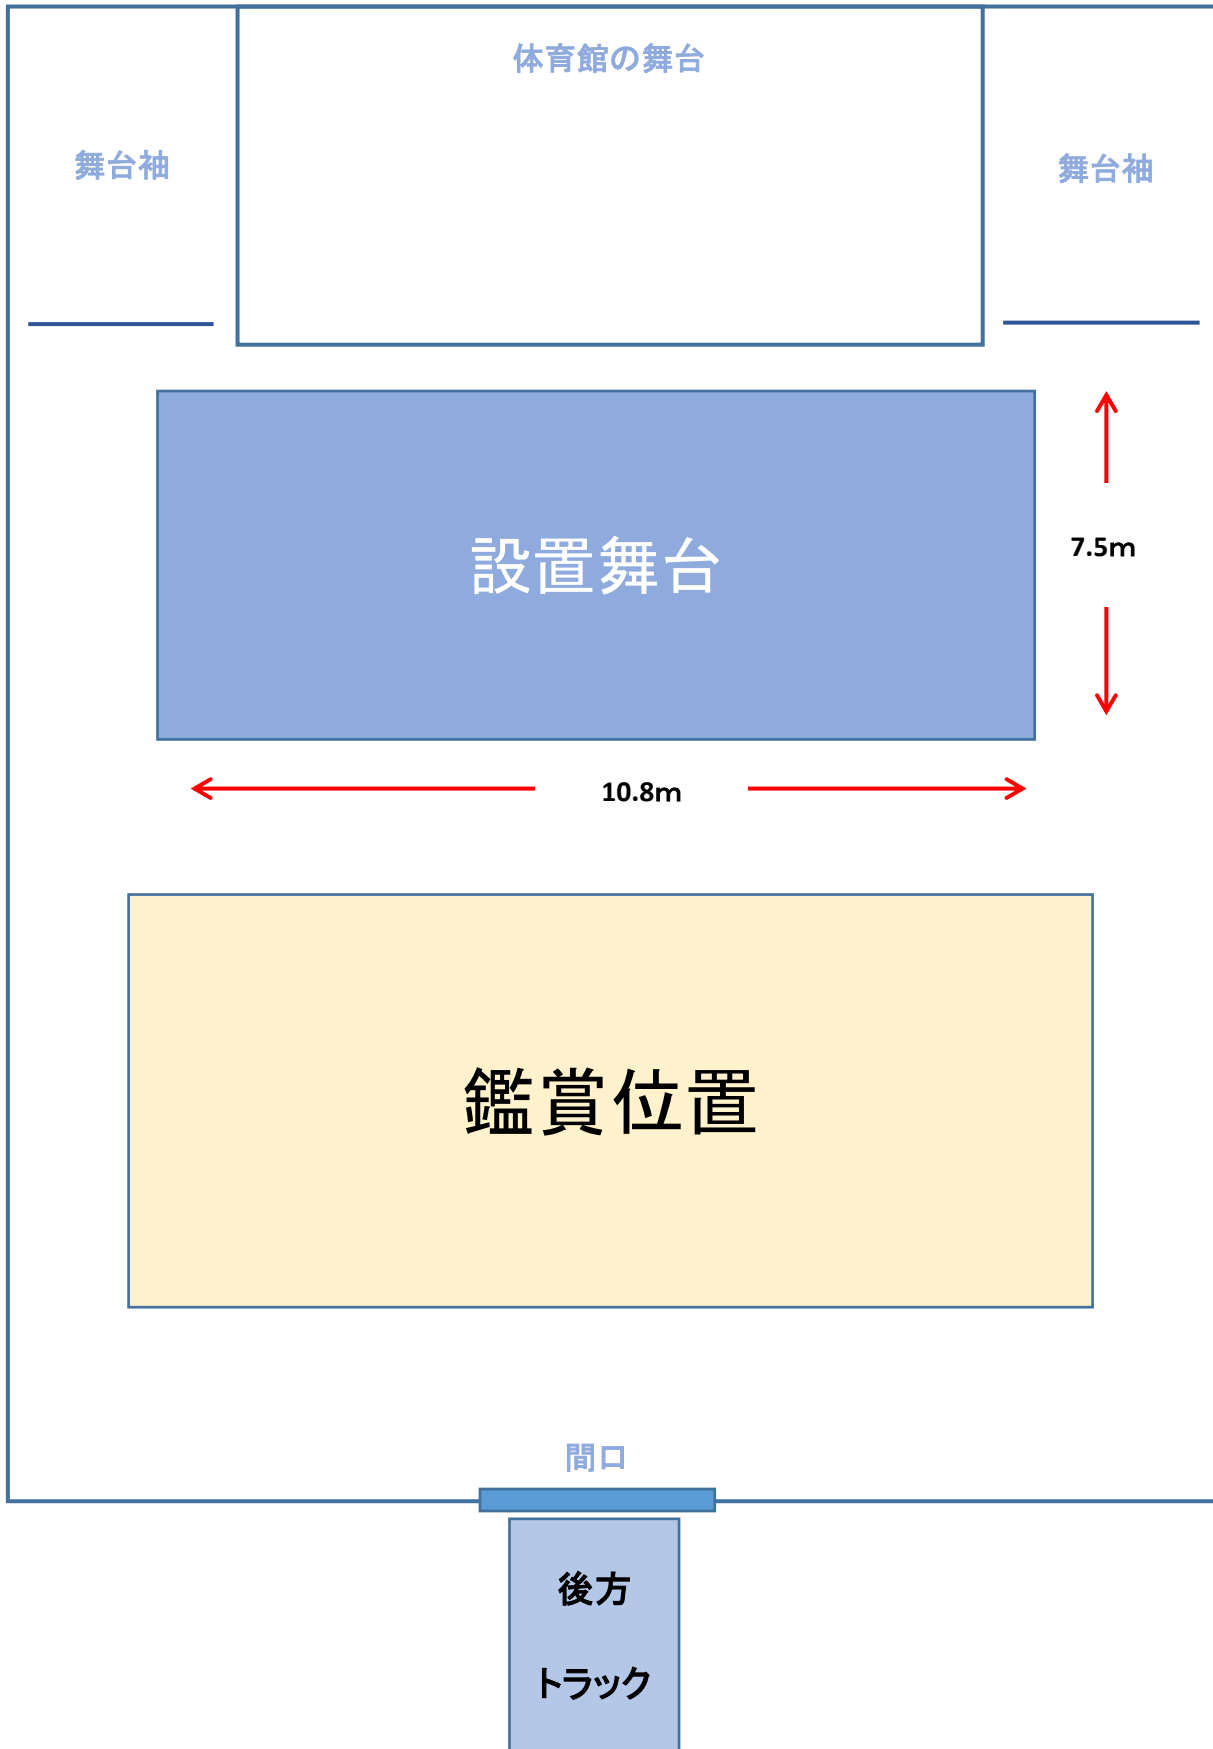 体育館の舞台
舞台袖
舞台袖
設置舞台
7.5m
10.8m
鑑賞位置
間口
後方
トラック